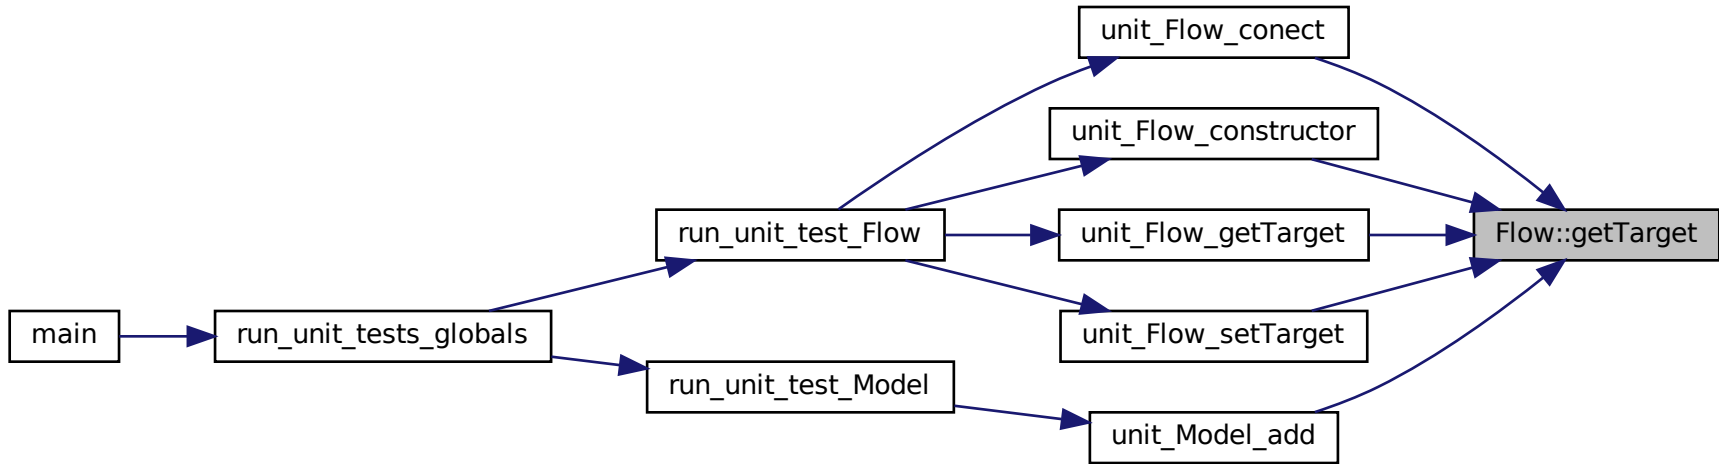 unit_Flow_conect
unit_Flow_constructor
run_unit_test_Flow
unit_Flow_getTarget
Flow::getTarget
main
run_unit_tests_globals
unit_Flow_setTarget
run_unit_test_Model
unit_Model_add